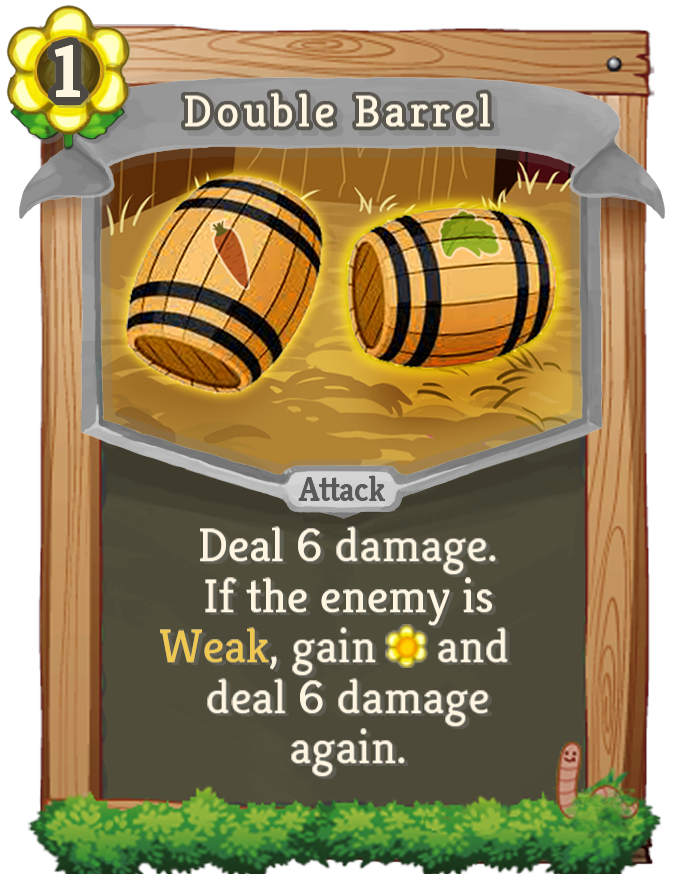 1
Double Barrel
Attack
Deal 6 damage.
If the enemy is
Weak, gain and
deal 6 damage
again.